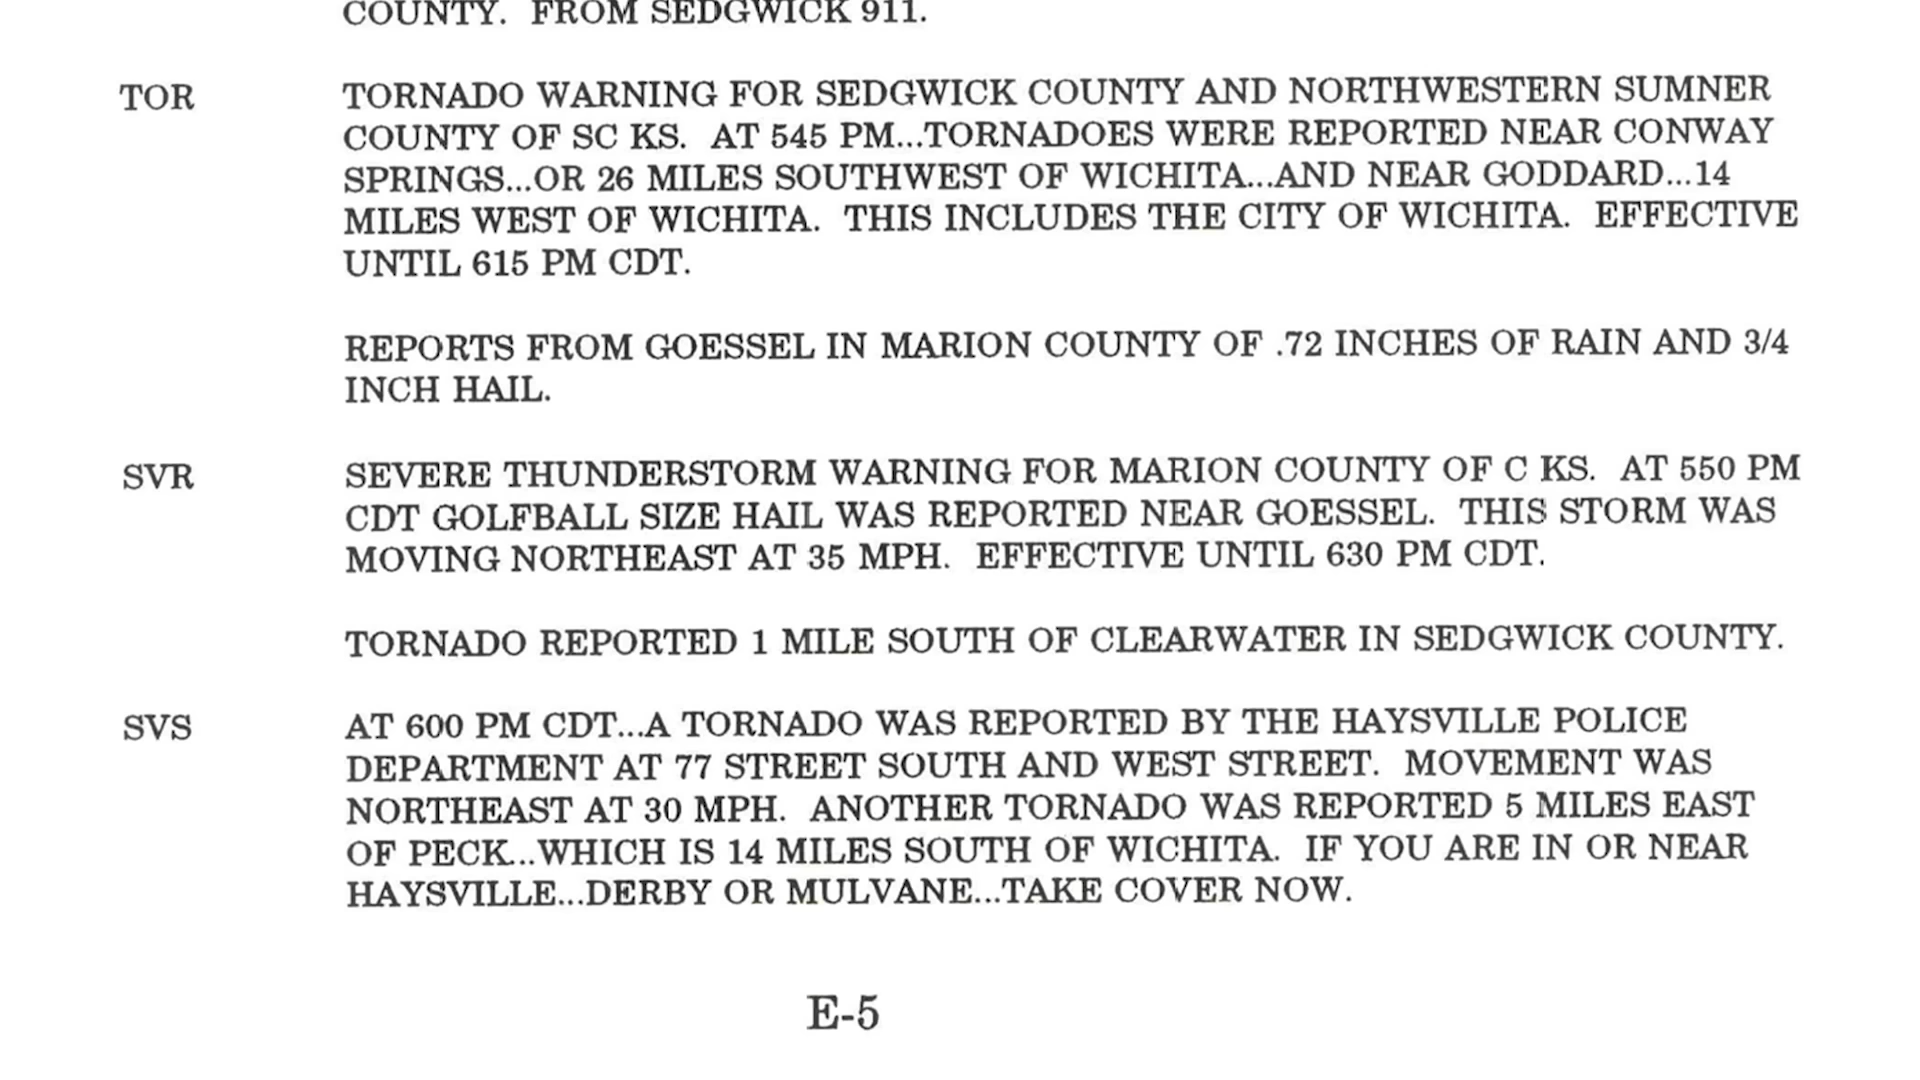 COUNTY.  FROM SEDGWICK 911.
TOR TORNADO WARNING FOR SEDGWICK COUNTY AND NORTHWESTERN SUMNER
COUNTY OF SC KS.  AT 545 PM...TORNADOES WERE REPORTED NEAR CONWAY
SPRINGS...OR 26 MILES SOUTHWEST OF WICHITA...AND NEAR GODDARD...14
MILES WEST OF WICHITA.  THIS INCLUDES THE CITY OF WICHITA.  EFFECTIVE
UNTIL 615 PM CDT.
REPORTS FROM GOESSEL IN MARION COUNTY OF .72 INCHES OF RAIN AND 3/4
INCH HAIL.
SVR SEVERE THUNDERSTORM WARNING FOR MARION COUNTY OF C KS.  AT 550 PM
CDT GOLFBALL SIZE HAIL WAS REPORTED NEAR GOESSEL.  THIS STORM WAS
MOVING NORTHEAST AT 35 MPH.  EFFECTIVE UNTIL 630 PM CDT.
TORNADO REPORTED 1 MILE SOUTH OF CLEARWATER IN SEDGWICK COUNTY.
SVS AT 600 PM CDT...A TORNADO WAS REPORTED BY THE HAYSVILLE POLICE
DEPARTMENT AT 77 STREET SOUTH AND WEST STREET.  MOVEMENT WAS
NORTHEAST AT 30 MPH.  ANOTHER TORNADO WAS REPORTED 5 MILES EAST
OF PECK...WHICH IS 14 MILES SOUTH OF WICHITA.  IF YOU ARE IN OR NEAR
HAYSVILLE...DERBY OR MULVANE...TAKE COVER NOW.
E-5